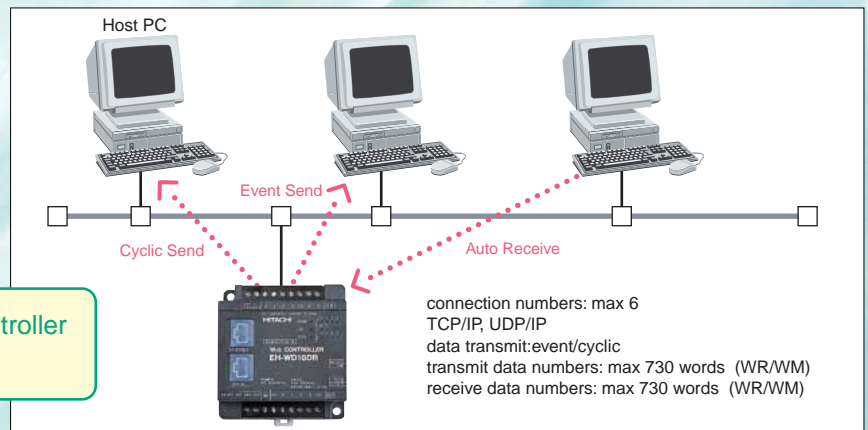 Host PC
Event Send
Cyclic Send
Auto Receive
troller
HITACHI
Web CONTROLLER
EH-WD10DR
connection numbers: max 6
TCP/IP, UDP/IP
data transmit:event/cyclic
transmit data numbers: max 730 words (WR/WM)
receive data numbers: max 730 words (WR/WM)